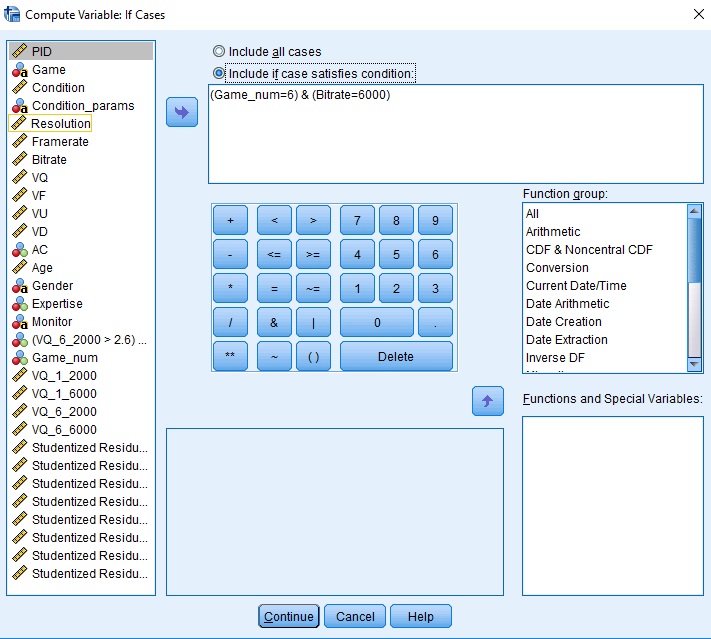 Compute Variable: If Cases
PID
Game
Condition
Condition_params
Resolution
Framerate
Bitrate
VQ
VF
VU
VD
AC
Age
Gender
Expertise
Monitor
(VQ_6_2000 > 2.6) ...
Game_num
VQ_1_2000
VQ_1_6000
VQ_6_2000
VQ_6_6000
Studentized Residu...
Studentized Residu...
Studentized Residu...
Studentized Residu...
Studentized Residu...
Studentized Residu...
Studentized Residu...
Studentized Residu...
Include all cases
Include if case satisfies condition:
(Game_num=6) & (Bitrate=6000)
+ < > 7 8 9
- <= >= 4 5 6
* = ~= 1 2 3
/ & | 0 .
** ~ ( ) Delete
Function group:
All
Arithmetic
CDF & Noncentral CDF
Conversion
Current Date/Time
Date Arithmetic
Date Creation
Date Extraction
Inverse DF
Functions and Special Variables:
Continue Cancel Help